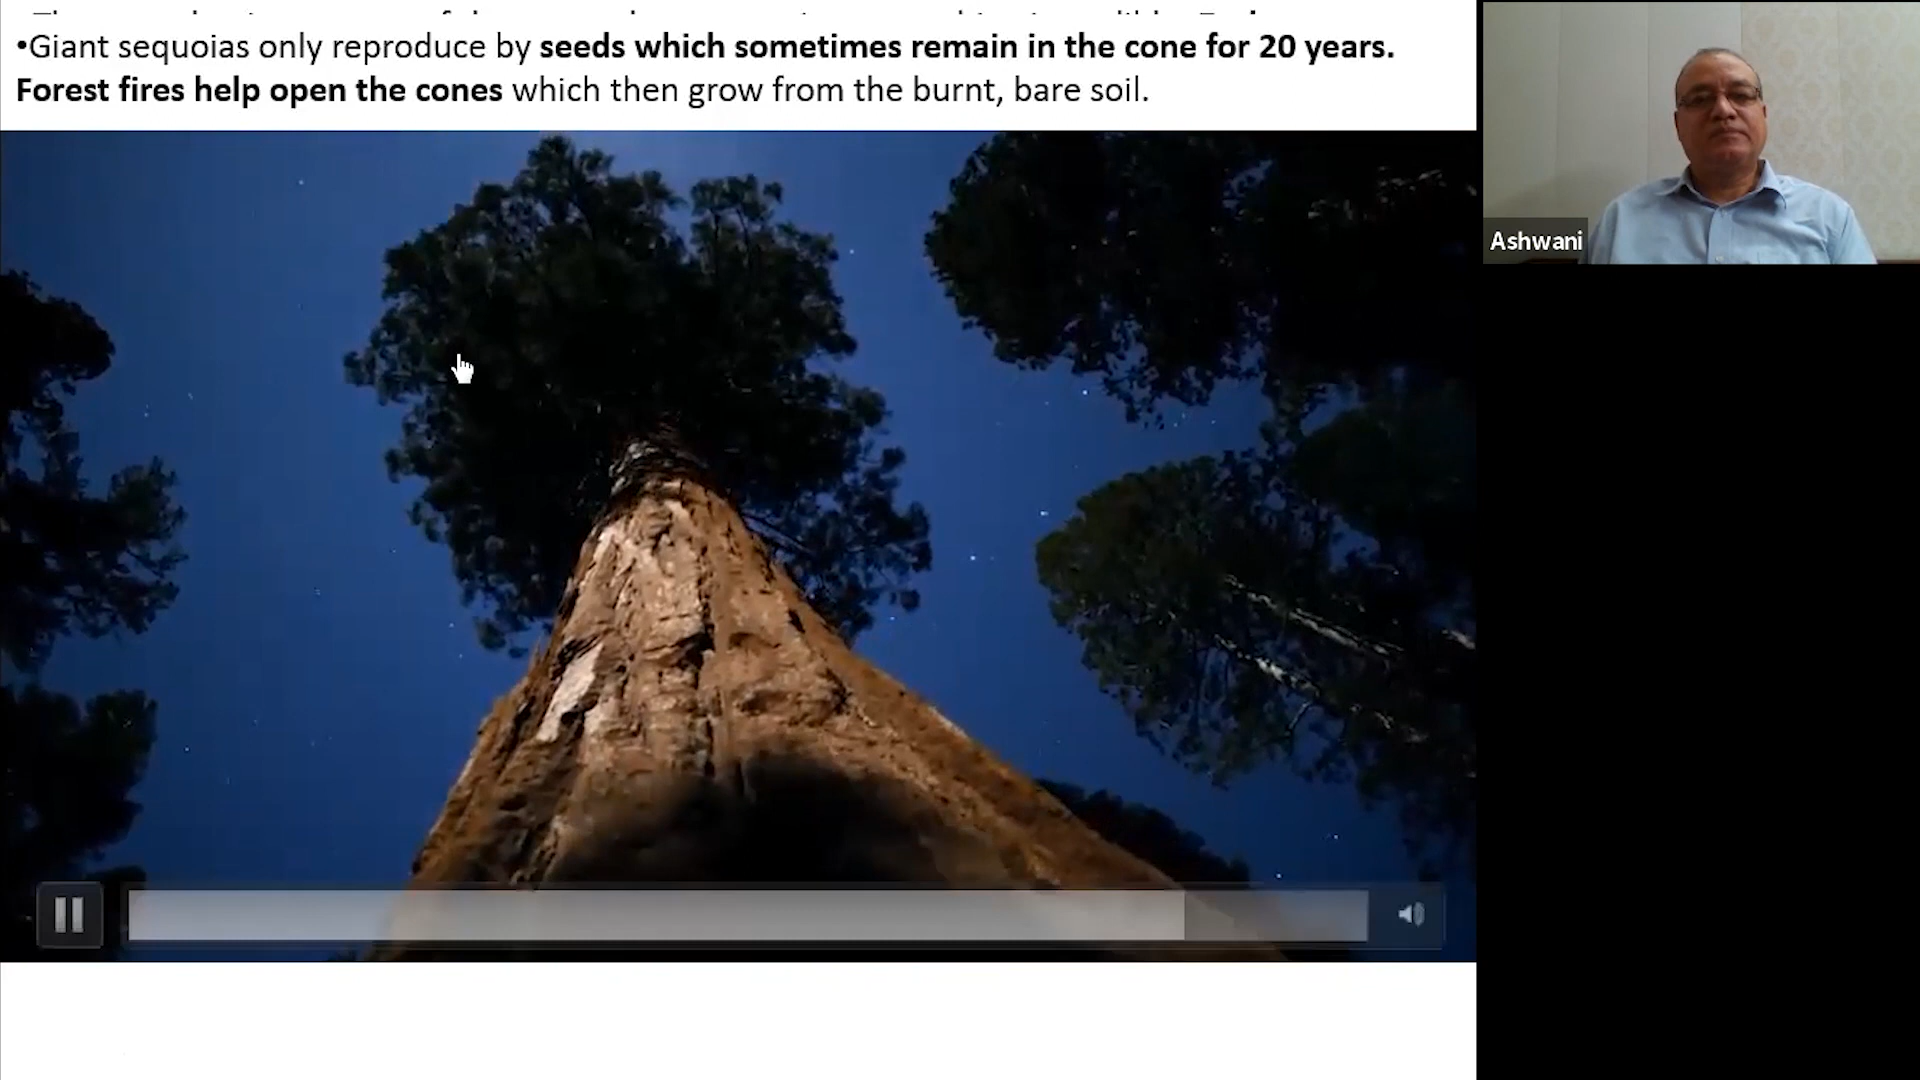 •Giant sequoias only reproduce by seeds which sometimes remain in the cone for 20 years.
Forest fires help open the cones which then grow from the burnt, bare soil.
Ashwani